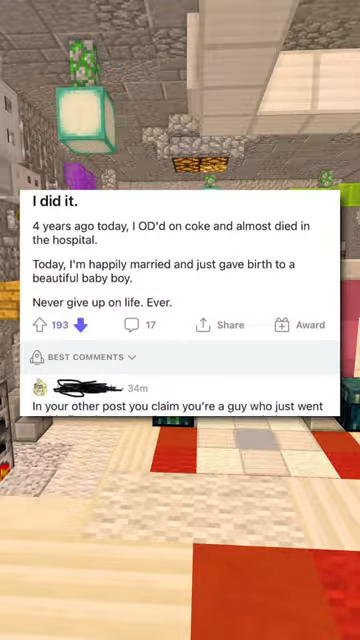 I did it.
4 years ago today, I OD'd on coke and almost died in
the hospital.
Today, I'm happily married and just gave birth to a
beautiful baby boy.
Never give up on life. Ever.
193
17
Share
Award
BEST COMMENTS
34m
In your other post you claim you're a guy who just went